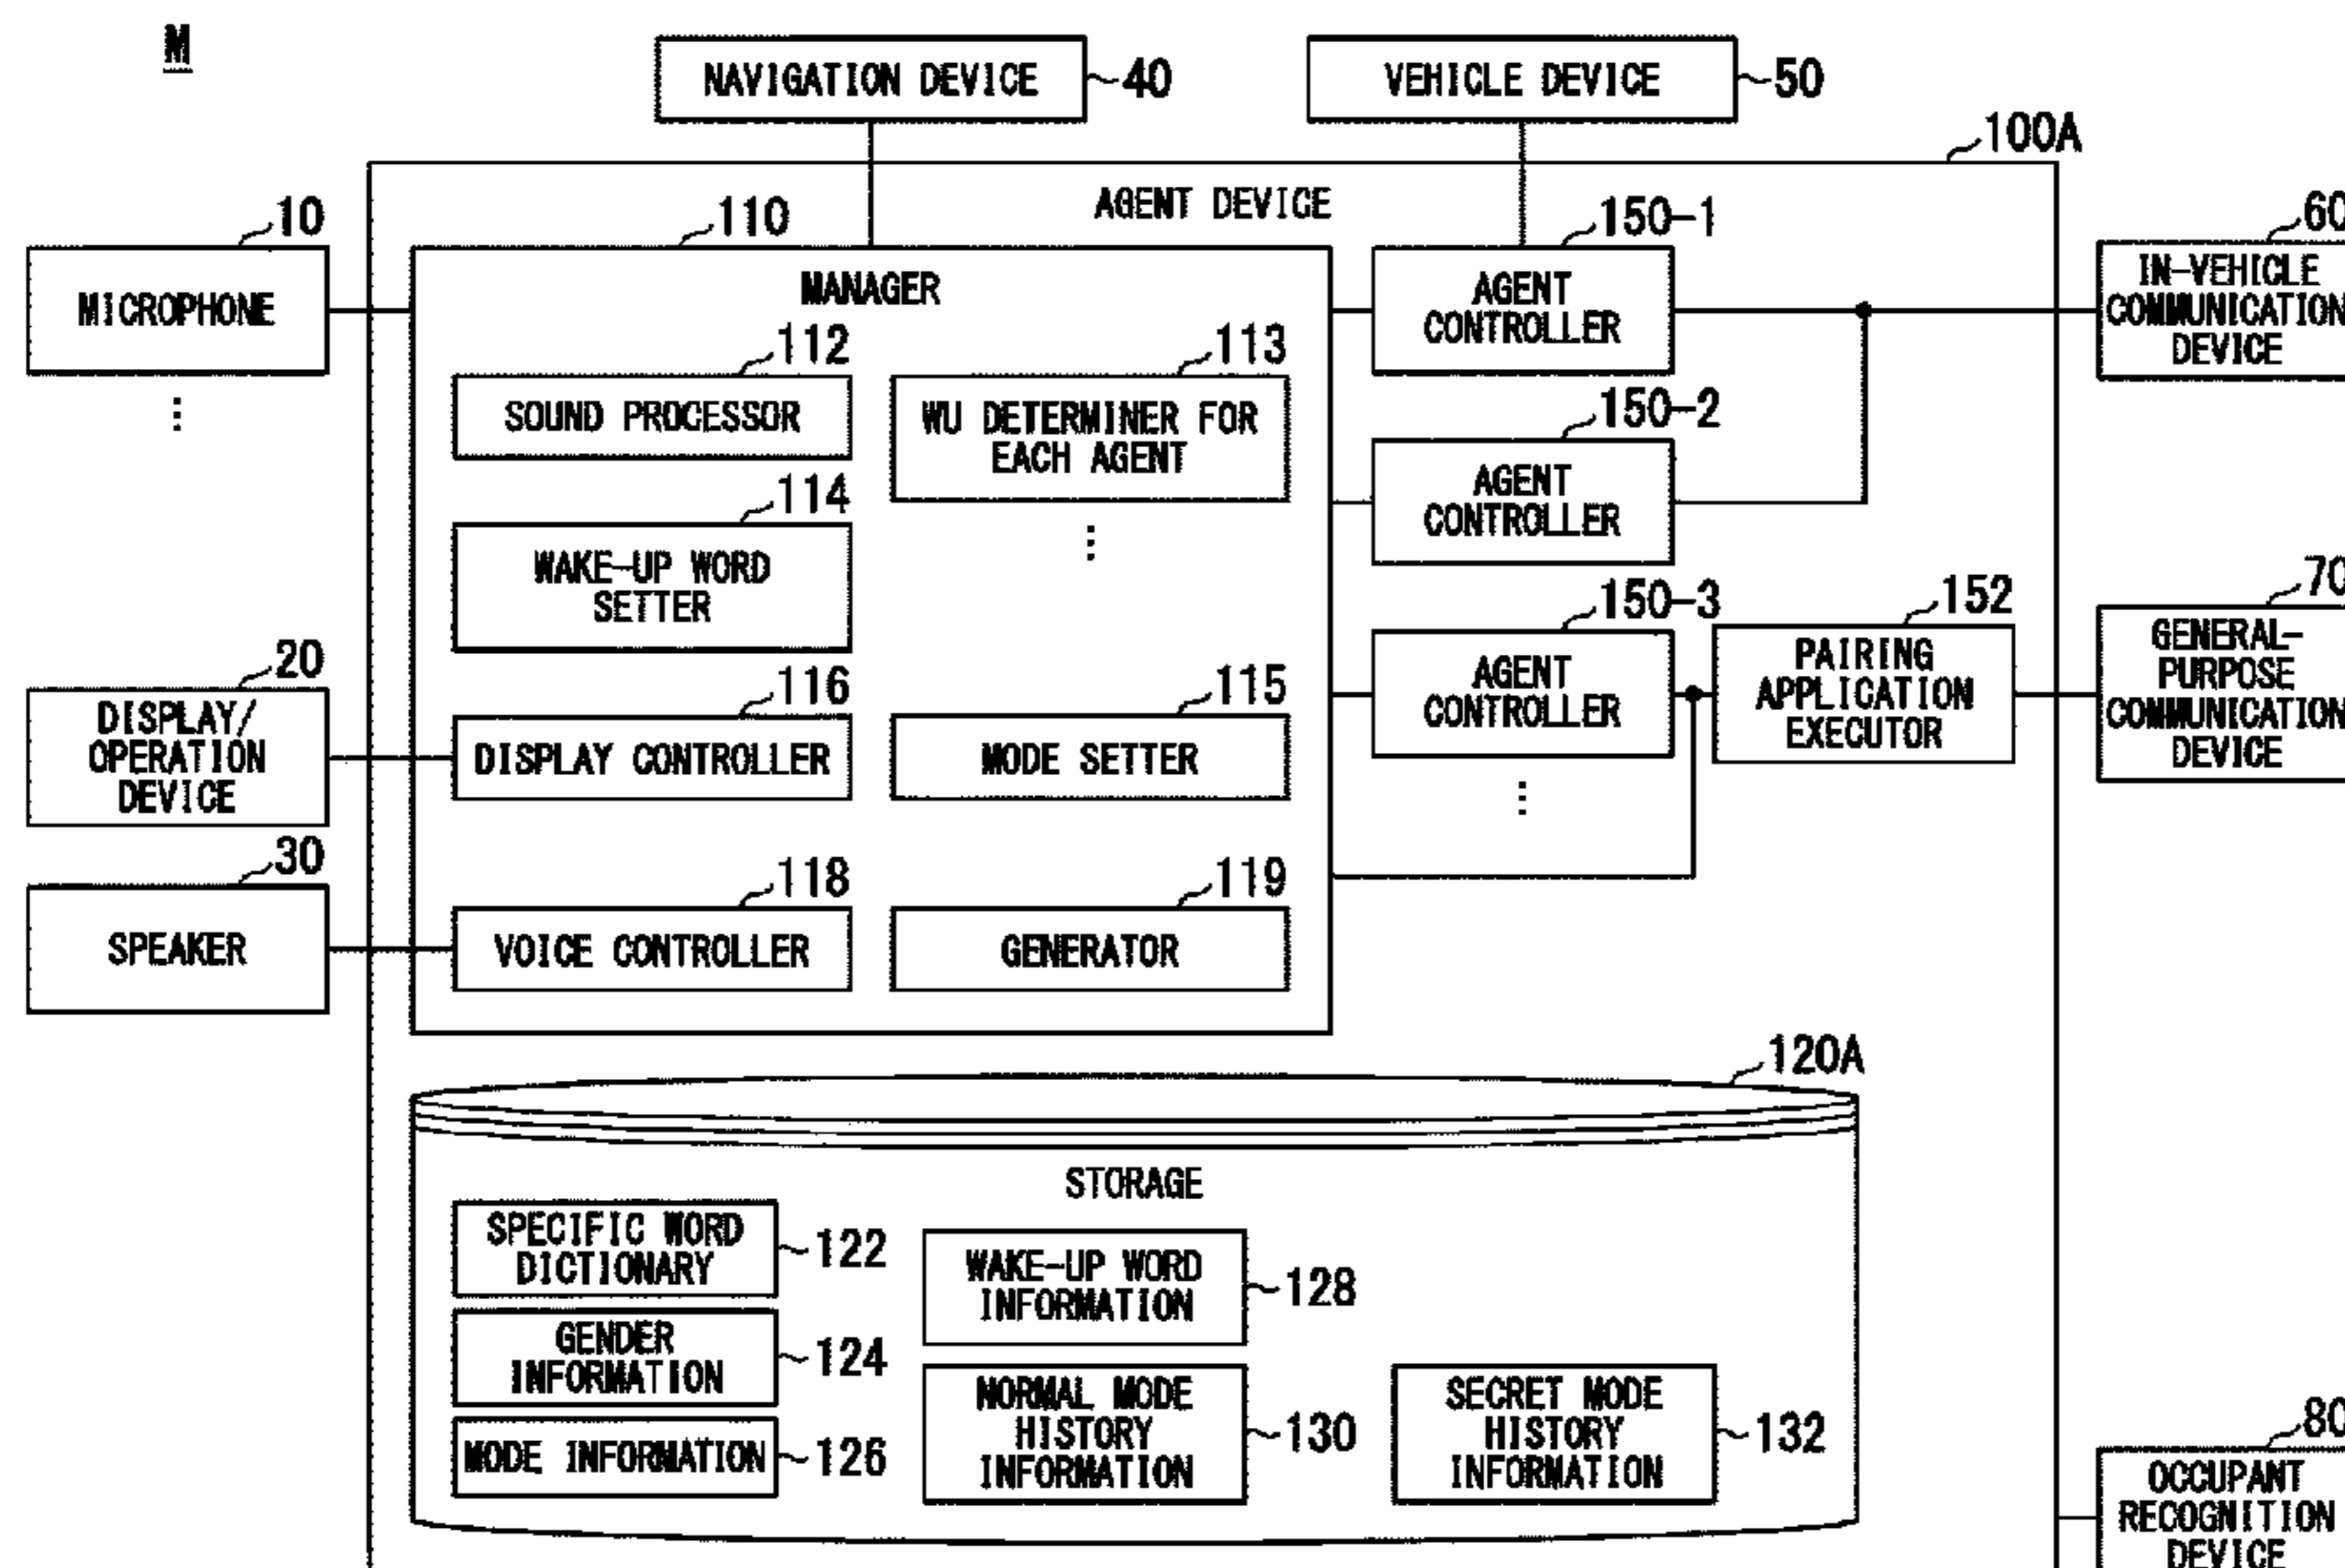 M
NAVIGATION DEVICE
40
VEHICLE DEVICE
50
100A
AGENT DEVICE
10
MICROPHONE
110
MANAGER
112
SOUND PROCESSOR
113
WU DETERMINER FOR
EACH AGENT
114
WAKE-UP WORD
SETTER
20
DISPLAY/
OPERATION
DEVICE
116
DISPLAY CONTROLLER
115
MODE SETTER
30
SPEAKER
118
VOICE CONTROLLER
119
GENERATOR
150-1
AGENT
CONTROLLER
150-2
AGENT
CONTROLLER
150-3
AGENT
CONTROLLER
152
PAIRING
APPLICATION
EXECUTOR
60
IN-VEHICLE
COMMUNICATION
DEVICE
70
GENERAL-
PURPOSE
COMMUNICATION
DEVICE
120A
STORAGE
SPECIFIC WORD
DICTIONARY
122
GENDER
INFORMATION
124
MODE INFORMATION
126
WAKE-UP WORD
INFORMATION
128
NORMAL MODE
HISTORY
INFORMATION
130
SECRET MODE
HISTORY
INFORMATION
132
80
OCCUPANT
RECOGNITION
DEVICE